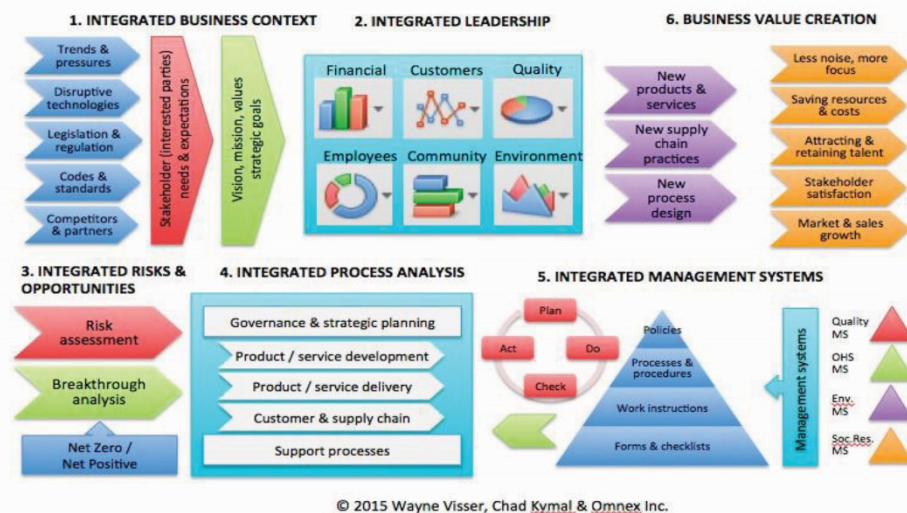 1. INTEGRATED BUSINESS CONTEXT
Trends &
pressures
Disruptive
technologies
Legislation &
regulation
Codes &
standards
Competitors
& partners
Stakeholder (interested parties)
needs & expectations
Vision, mission, values
strategic goals
2. INTEGRATED LEADERSHIP
Financial
Customers
Quality
Employees
Community
Environment
6. BUSINESS VALUE CREATION
New
products &
services
New supply
chain
practices
New
process
design
Less noise, more
focus
Saving resources
& costs
Attracting &
retaining talent
Stakeholder
satisfaction
Market & sales
growth
3. INTEGRATED RISKS &
OPPORTUNITIES
Risk
assessment
Breakthrough
analysis
Net Zero /
Net Positive
4. INTEGRATED PROCESS ANALYSIS
Governance & strategic planning
Product / service development
Product / service delivery
Customer & supply chain
Support processes
5. INTEGRATED MANAGEMENT SYSTEMS
Plan
Act
Do
Check
Policies
Processes &
procedures
Work instructions
Forms & checklists
Management systems
Quality
MS
OHS
MS
Env.
MS
Soc.Res.
MS
© 2015 Wayne Visser, Chad Kymal & Omnex Inc.